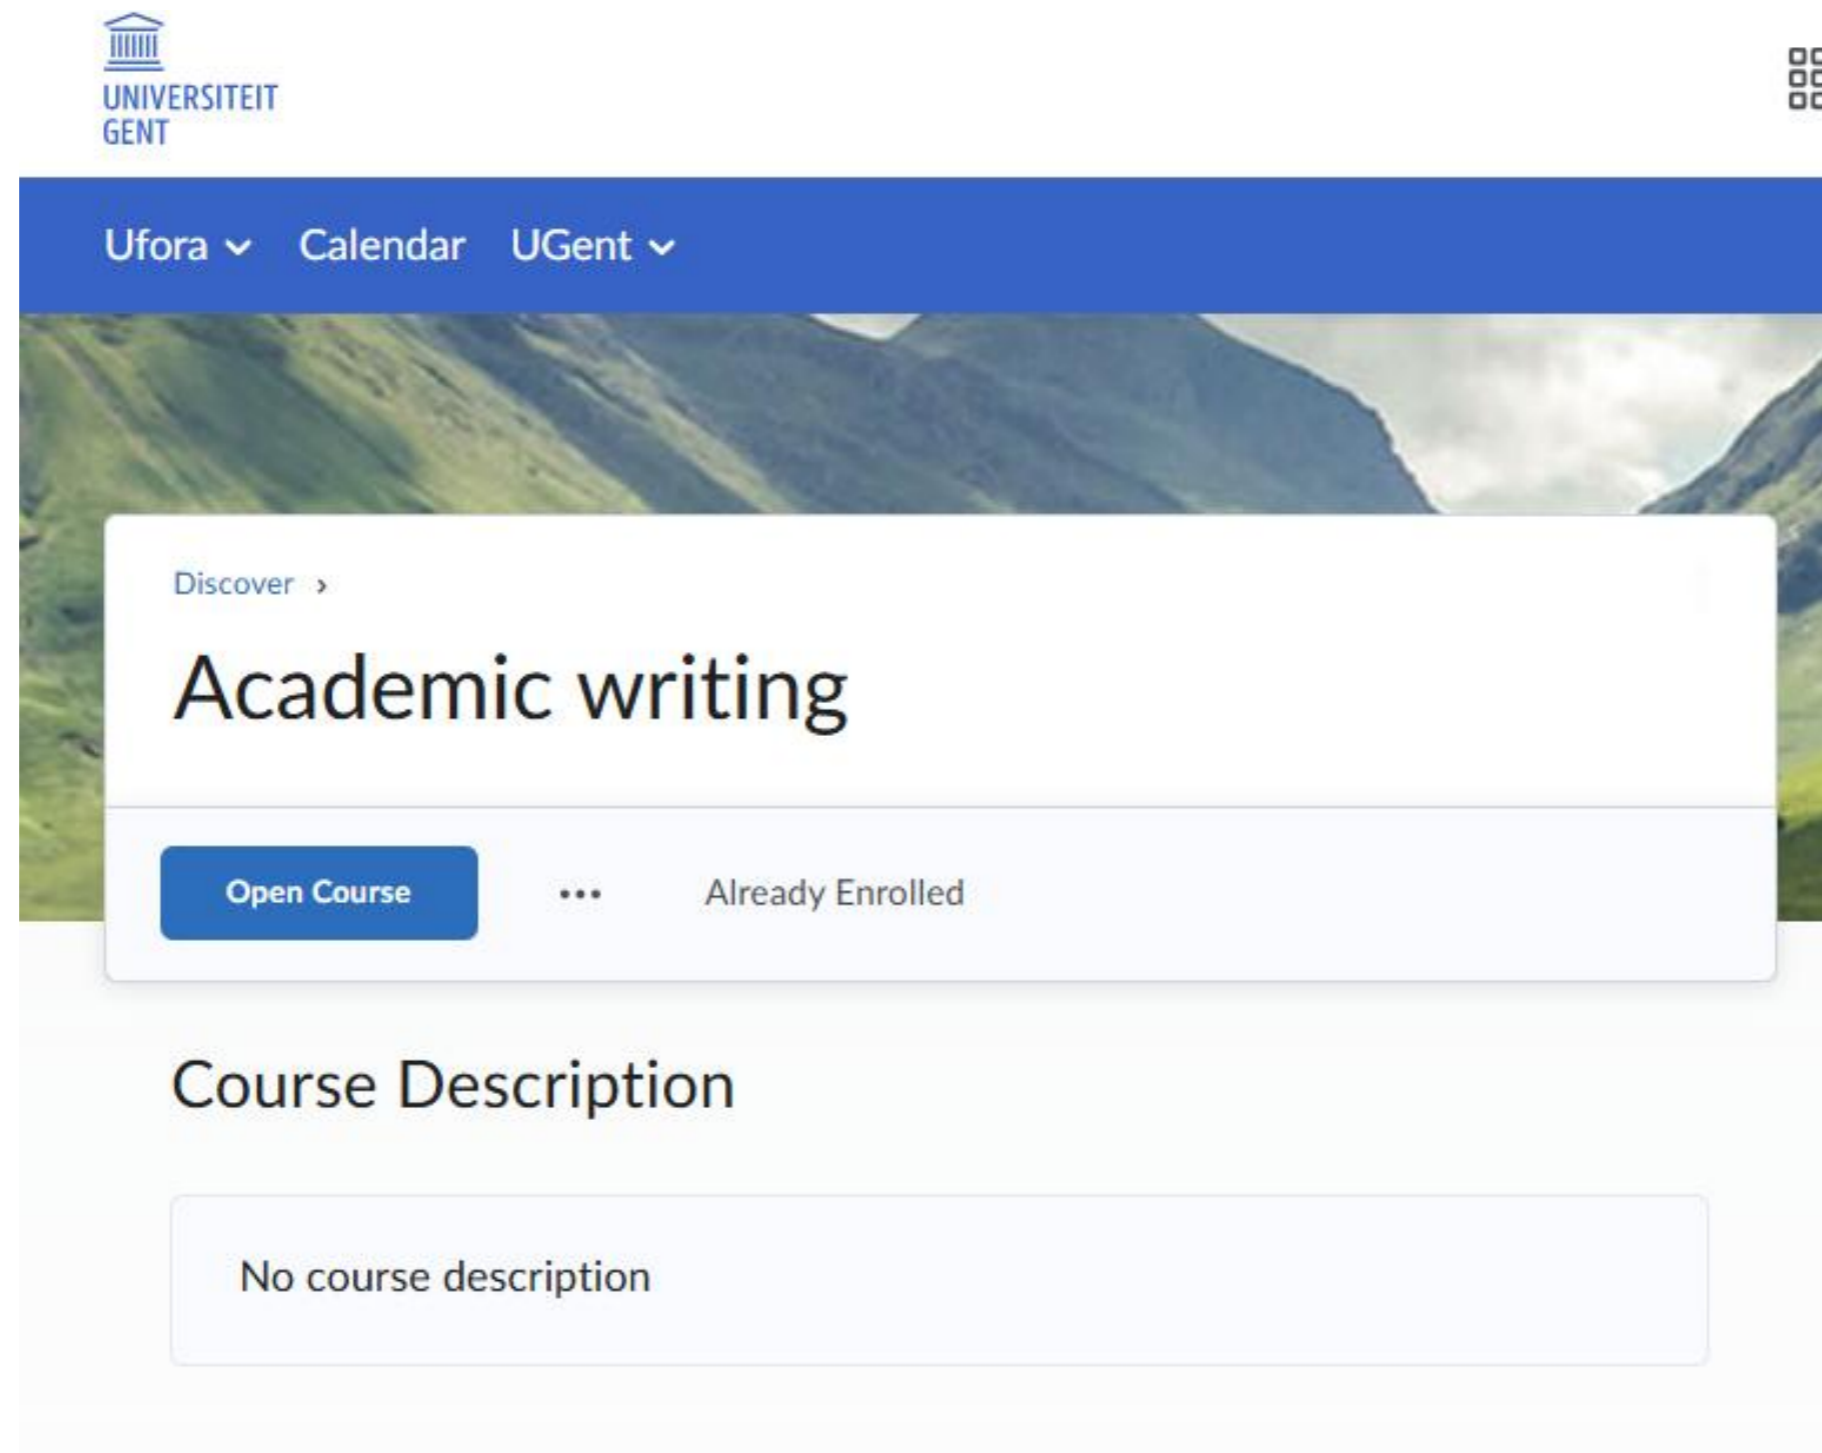 UNIVERSITEIT
GENT
Ufora Calendar UGent
Discover ›
Academic writing
Open Course ••• Already Enrolled
Course Description
No course description